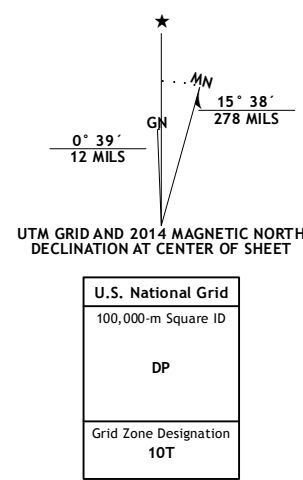 MN
GN
15° 38´
278 MILS
0° 39´
12 MILS
UTM GRID AND 2014 MAGNETIC NORTH
DECLINATION AT CENTER OF SHEET
U.S. National Grid
100,000-m Square ID
DP
Grid Zone Designation
10T